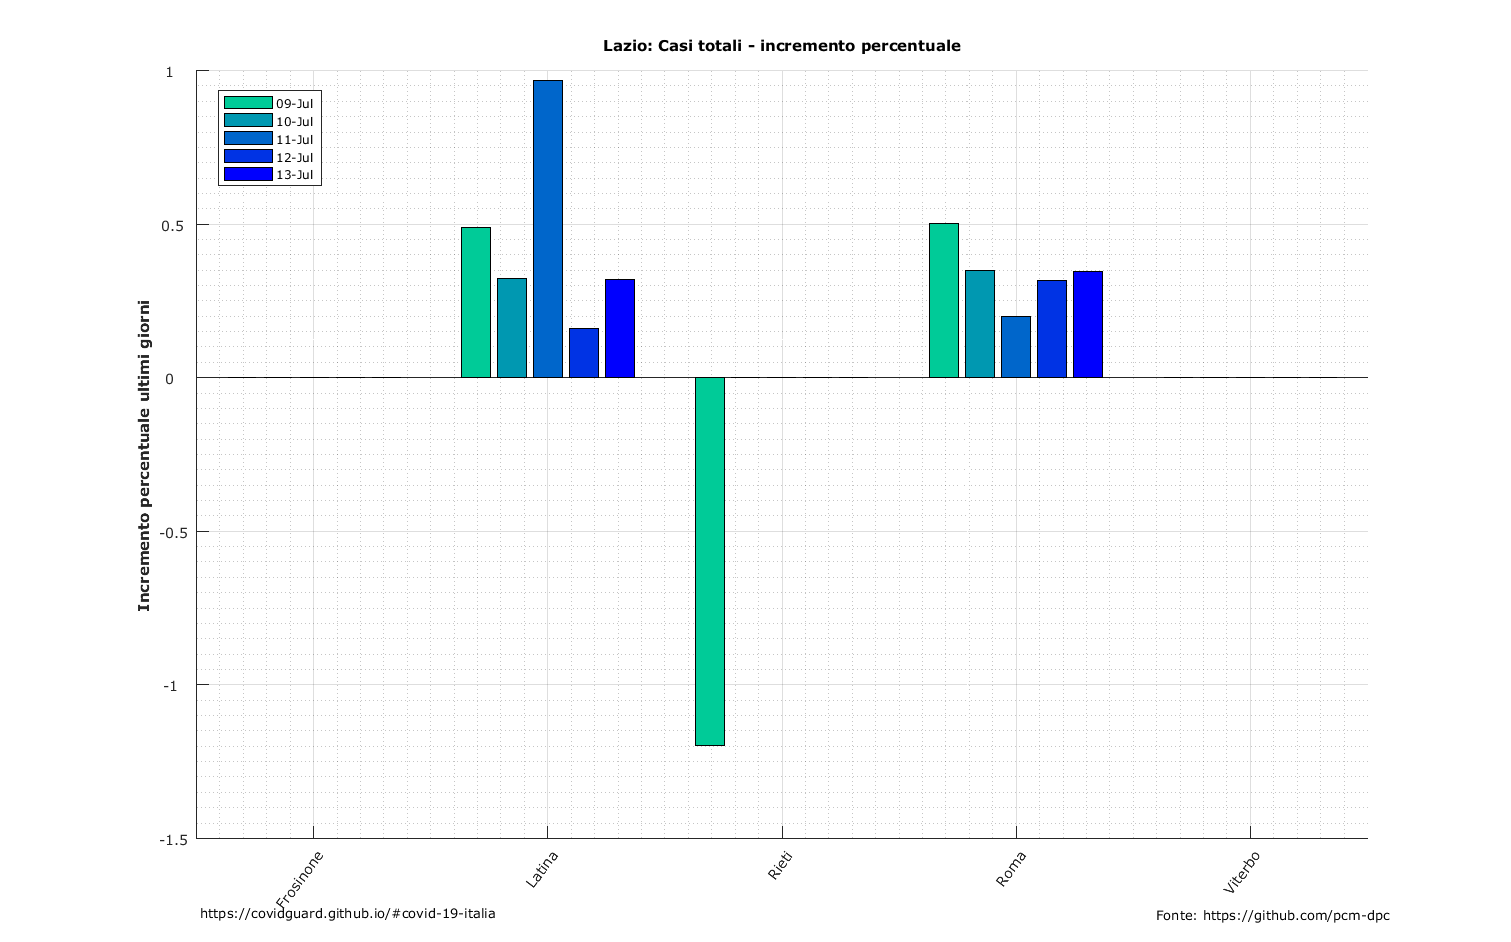 Lazio: Casi totali - incremento percentuale
1
0.5
0
-0.5
-1
-1.5
Incremento percentuale ultimi giorni
09-Jul
10-Jul
11-Jul
12-Jul
13-Jul
Frosinone
Latina
Rieti
Roma
Viterbo
https://covidguard.github.io/#covid-19-italia
Fonte: https://github.com/pcm-dpc